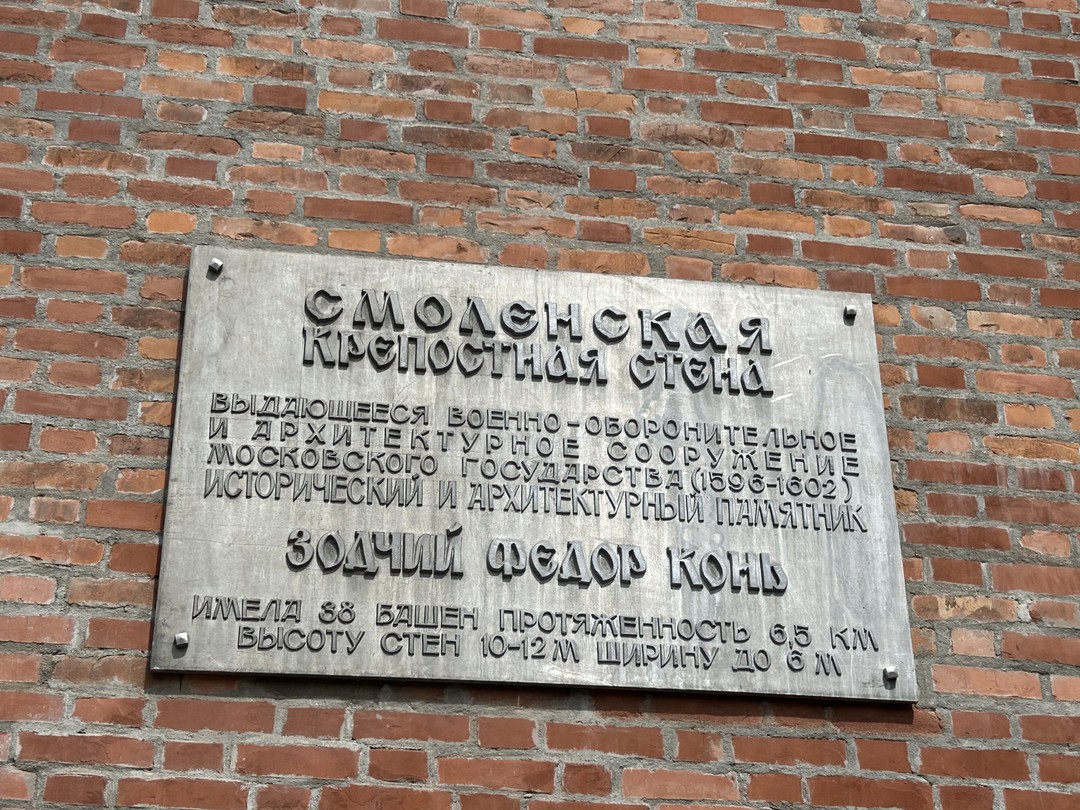 СМОЛЕНСКАЯ
КРЕПОСТНАЯ СТЕНА
ВЫДАЮЩЕЕСЯ ВОЕННО-ОБОРОНИТЕЛЬНОЕ
И АРХИТЕКТУРНОЕ СООРУЖЕНИЕ
МОСКОВСКОГО ГОСУДАРСТВА (1596-1602)
ИСТОРИЧЕСКИЙ И АРХИТЕКТУРНЫЙ ПАМЯТНИК
ЗОДЧИЙ ФЕДОР КОНЬ
ИМЕЛА 38 БАШЕН ПРОТЯЖЕННОСТЬ 6,5 КМ
ВЫСОТУ СТЕН 10-12 М ШИРИНУ ДО 6 М